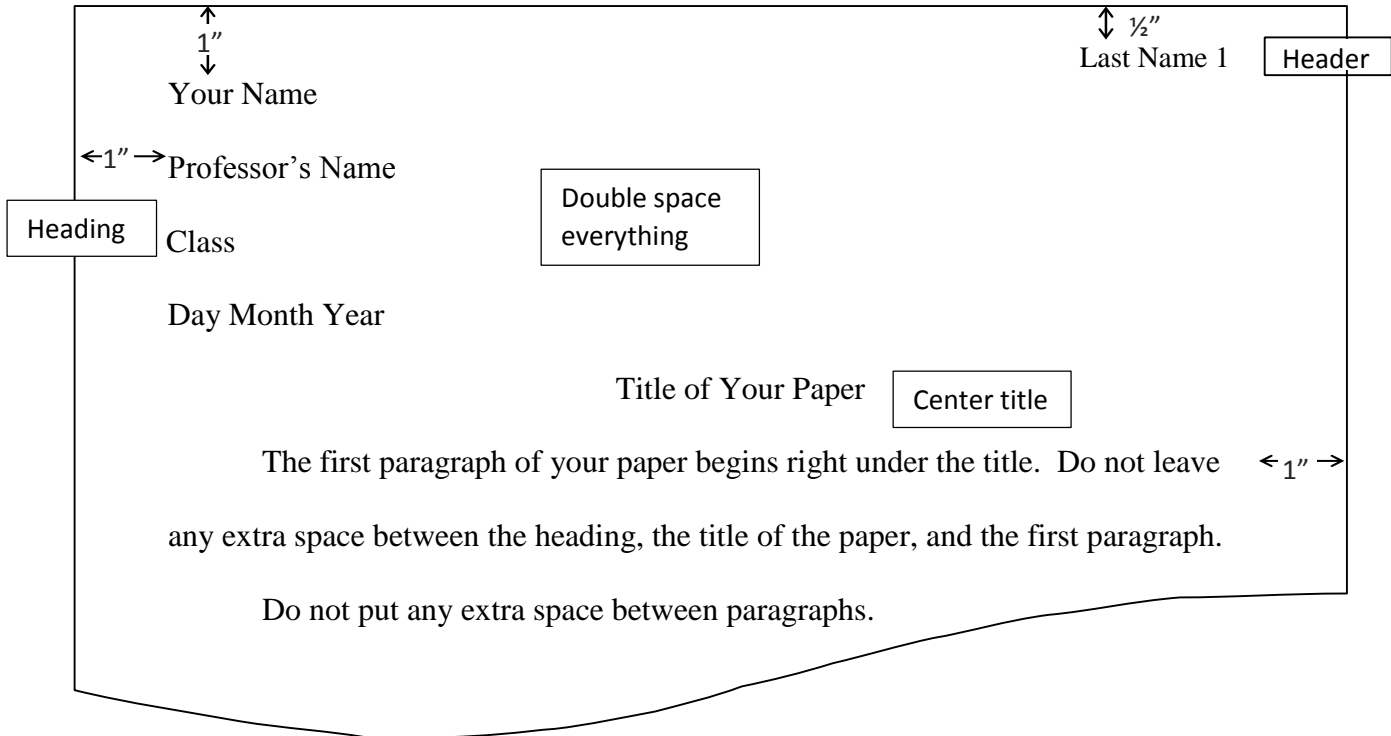 ½”
1”
Last Name 1
Header
Your Name
1”
Professor’s Name
Double space
everything
Heading
Class
Day Month Year
Title of Your Paper
Center title
The first paragraph of your paper begins right under the title.  Do not leave
1”
any extra space between the heading, the title of the paper, and the first paragraph.
Do not put any extra space between paragraphs.